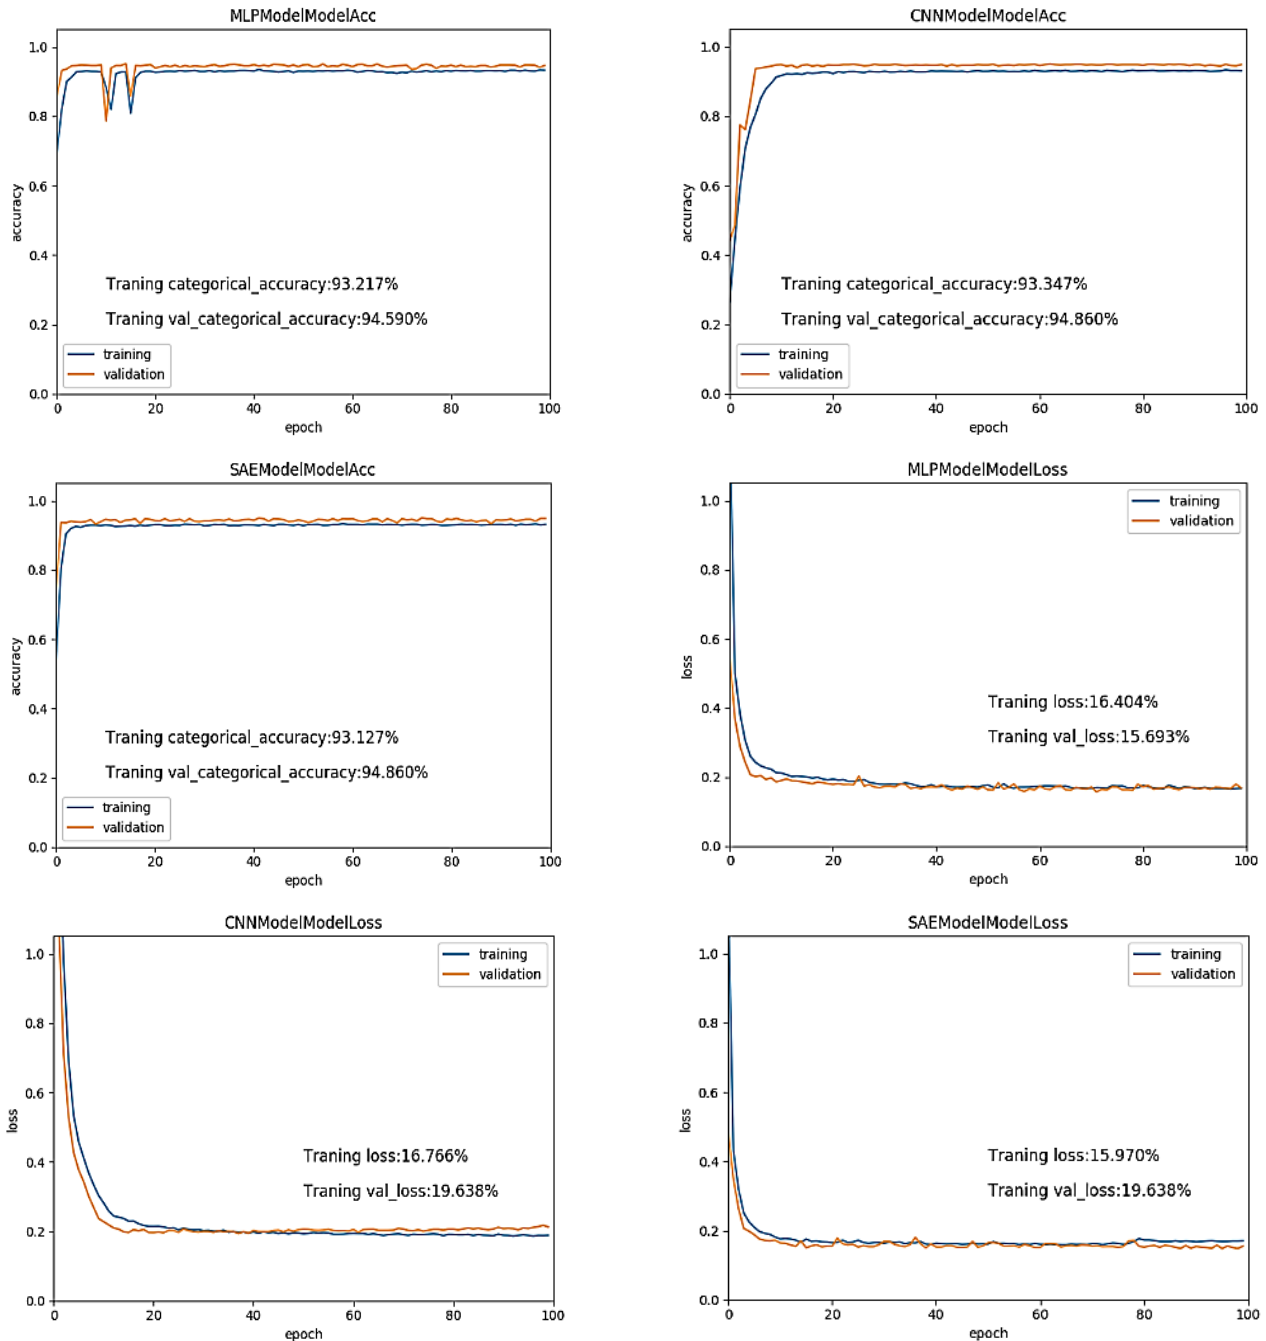 MLPModelModelAcc
1.0
0.8
0.6
0.4
0.2
0.0
accuracy
Traning categorical_accuracy:93.217%
Traning val_categorical_accuracy:94.590%
training
validation
0 20 40 60 80 100
epoch
CNNModelModelAcc
1.0
0.8
0.6
0.4
0.2
0.0
accuracy
Traning categorical_accuracy:93.347%
Traning val_categorical_accuracy:94.860%
training
validation
0 20 40 60 80 100
epoch
SAEModelModelAcc
1.0
0.8
0.6
0.4
0.2
0.0
accuracy
Traning categorical_accuracy:93.127%
Traning val_categorical_accuracy:94.860%
training
validation
0 20 40 60 80 100
epoch
MLPModelModelLoss
training
validation
1.0
0.8
0.6
0.4
0.2
0.0
loss
Traning loss:16.404%
Traning val_loss:15.693%
0 20 40 60 80 100
epoch
CNNModelModelLoss
training
validation
1.0
0.8
0.6
0.4
0.2
0.0
loss
Traning loss:16.766%
Traning val_loss:19.638%
0 20 40 60 80 100
epoch
SAEModelModelLoss
training
validation
1.0
0.8
0.6
0.4
0.2
0.0
loss
Traning loss:15.970%
Traning val_loss:19.638%
0 20 40 60 80 100
epoch